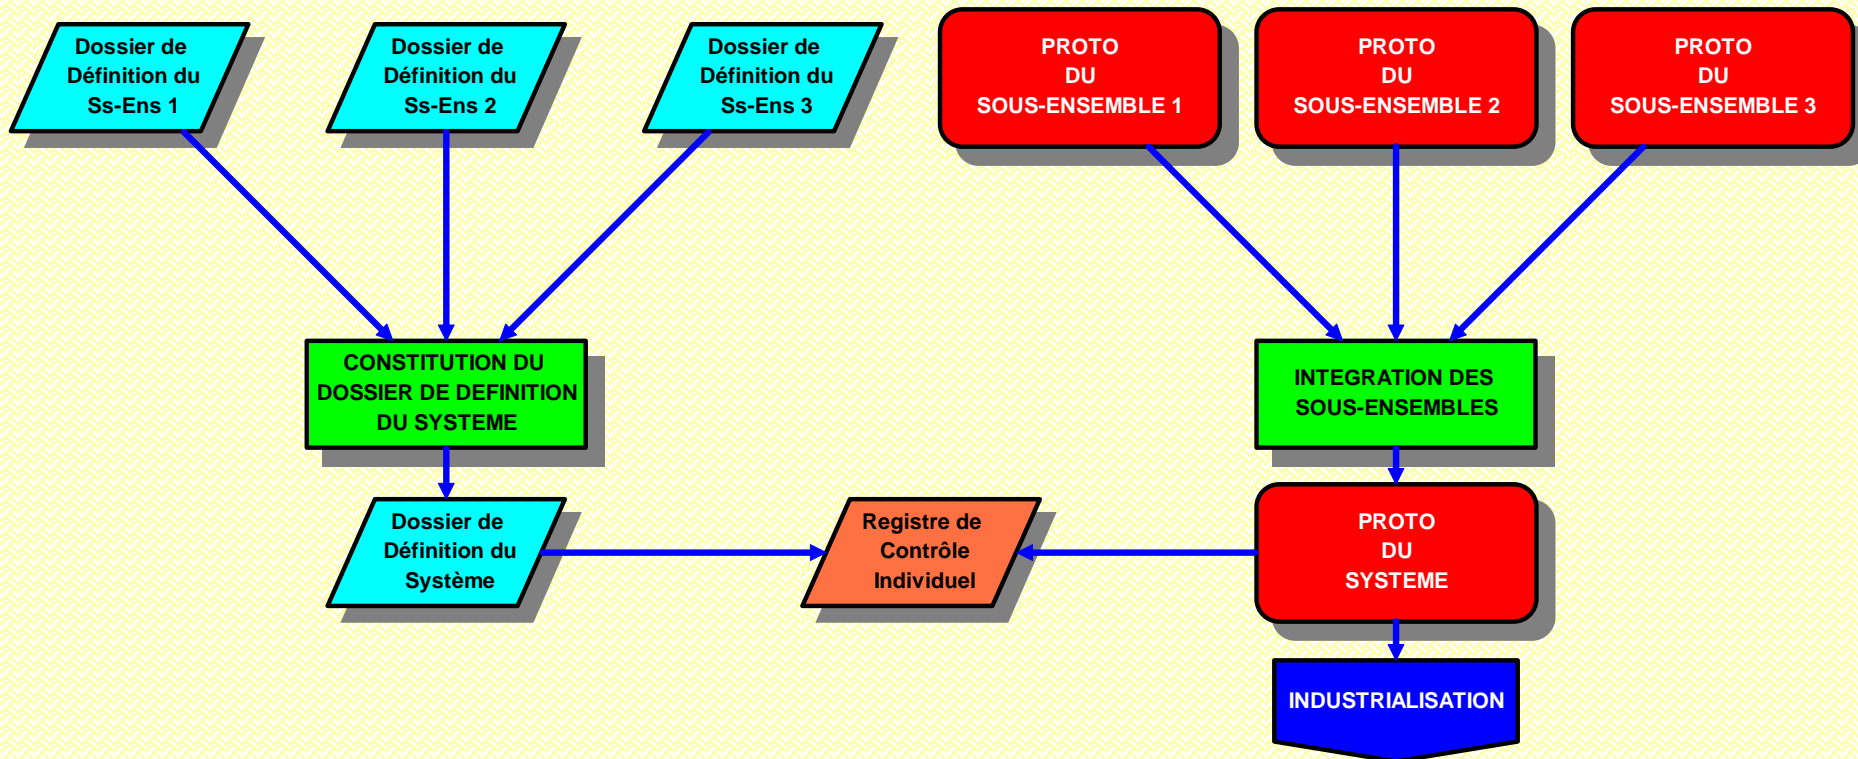 Dossier de
Définition du
Ss-Ens 1
Dossier de
Définition du
Ss-Ens 2
Dossier de
Définition du
Ss-Ens 3
PROTO
DU
SOUS-ENSEMBLE 1
PROTO
DU
SOUS-ENSEMBLE 2
PROTO
DU
SOUS-ENSEMBLE 3
CONSTITUTION DU
DOSSIER DE DEFINITION
DU SYSTEME
INTEGRATION DES
SOUS-ENSEMBLES
Dossier de
Définition du
Système
Registre de
Contrôle
Individuel
PROTO
DU
SYSTEME
INDUSTRIALISATION